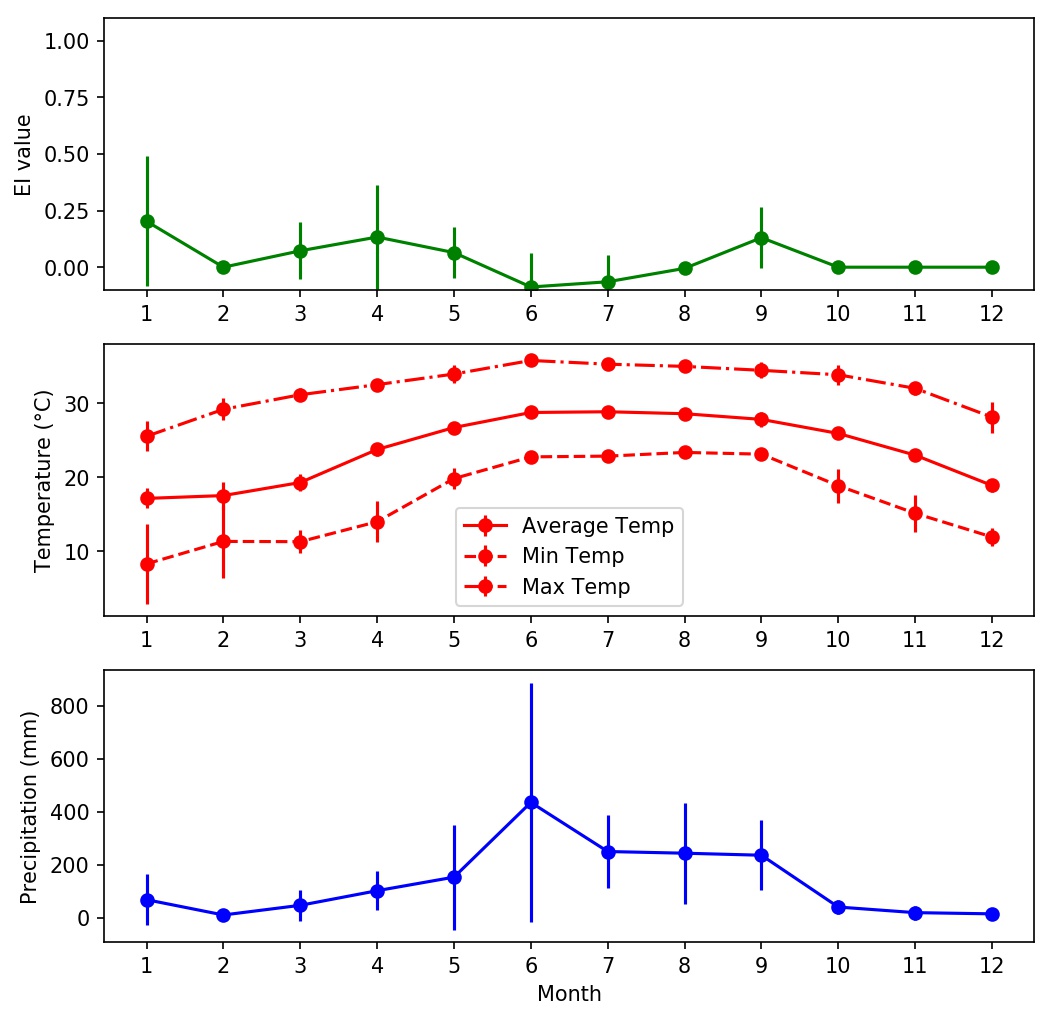 EI value
1.00
0.75
0.50
0.25
0.00
1 2 3 4 5 6 7 8 9 10 11 12
Temperature (°C)
30
20
10
Average Temp
Min Temp
Max Temp
1 2 3 4 5 6 7 8 9 10 11 12
Precipitation (mm)
800
600
400
200
0
1 2 3 4 5 6 7 8 9 10 11 12
Month